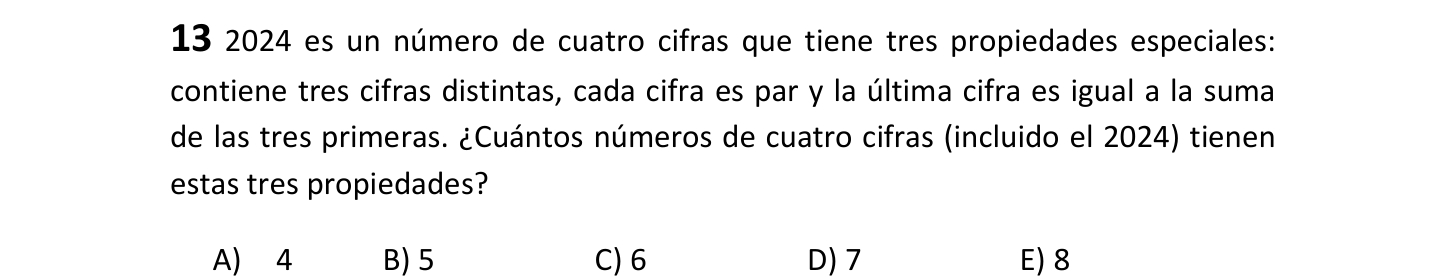 13 2024 es un número de cuatro cifras que tiene tres propiedades especiales:
contiene tres cifras distintas, cada cifra es par y la última cifra es igual a la suma
de las tres primeras. ¿Cuántos números de cuatro cifras (incluido el 2024) tienen
estas tres propiedades?
A) 4 B) 5 C) 6 D) 7 E) 8